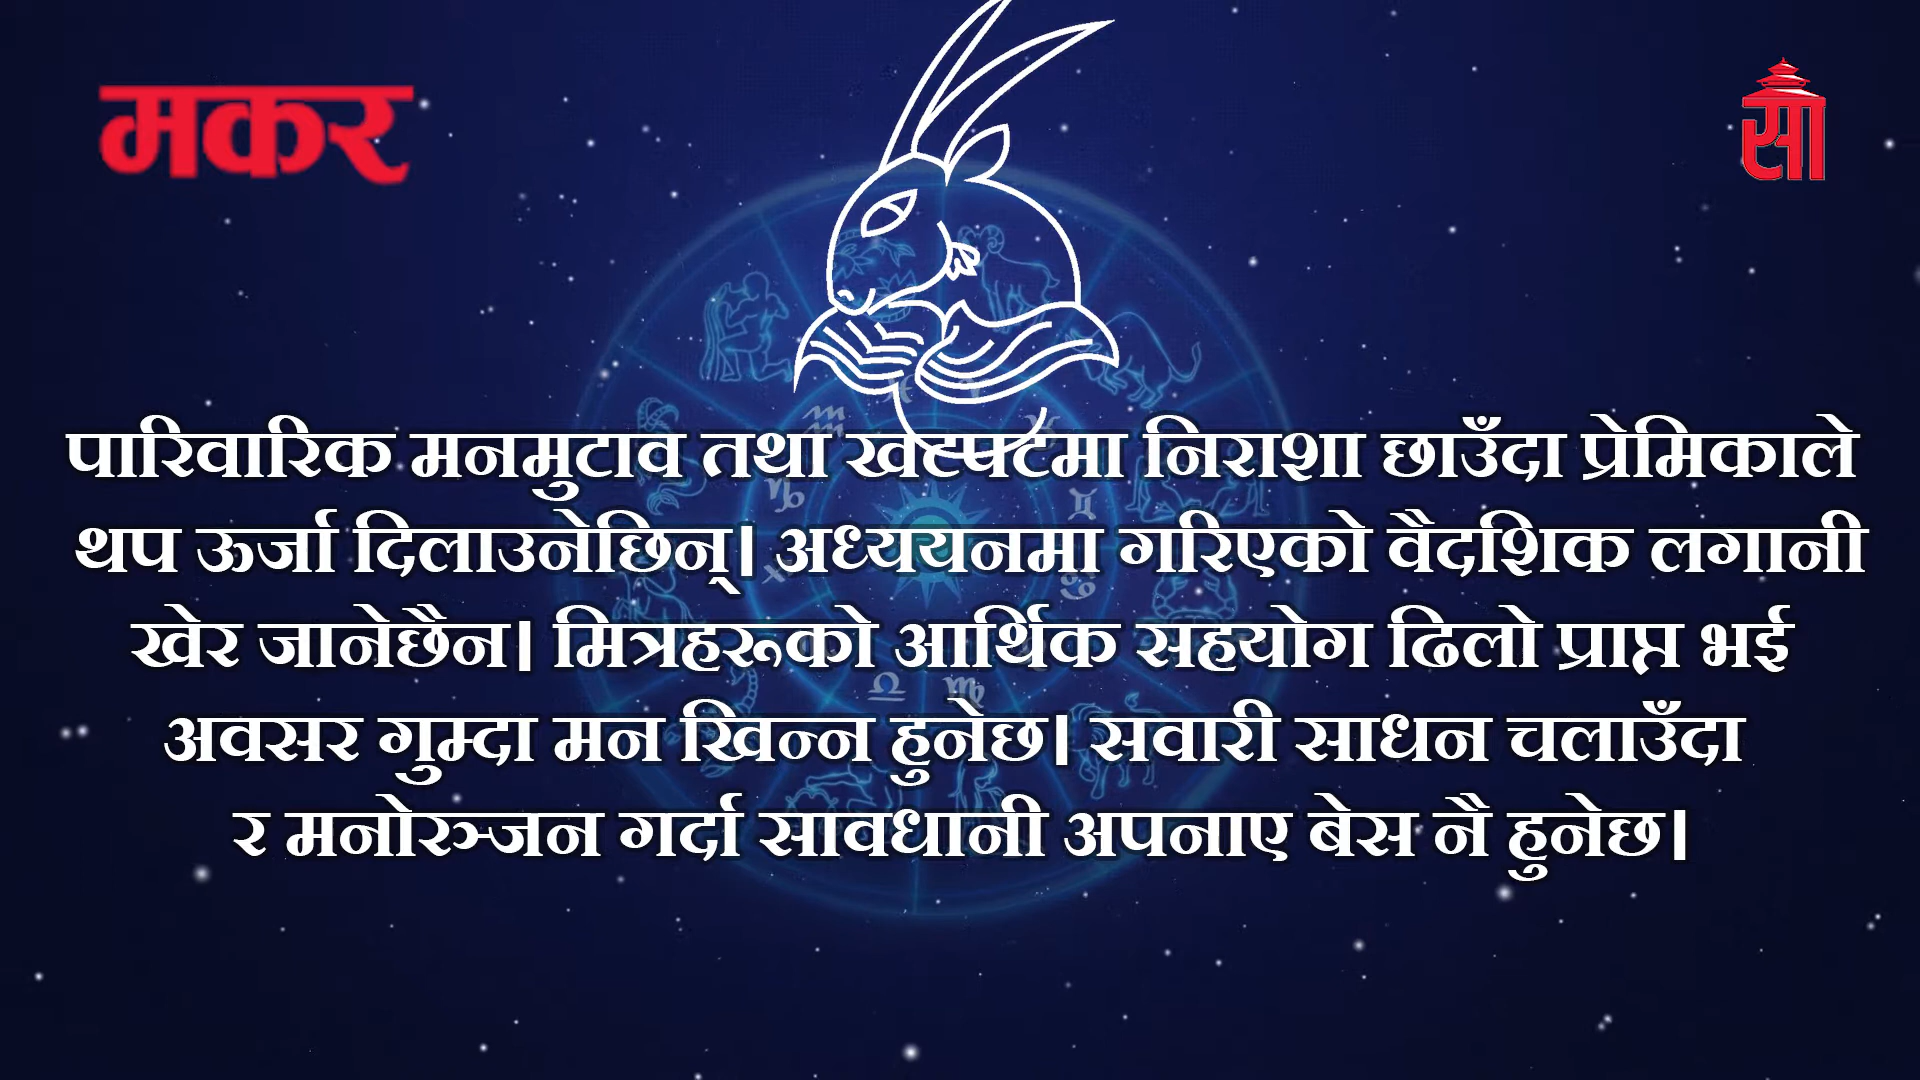 मकर
साँ
पारिवारिक मनमुटाव तथा खटपटमा निराशा छाउँदा प्रेमिकाले
थप ऊर्जा दिलाउनेछिन्। अध्ययनमा गरिएको वैदशिक लगानी
खेर जानेछैन। मित्रहरूको आर्थिक सहयोग ढिलो प्राप्त भई
अवसर गुम्दा मन खिन्न हुनेछ। सवारी साधन चलाउँदा
र मनोरञ्जन गर्दा सावधानी अपनाए बेस नै हुनेछ।